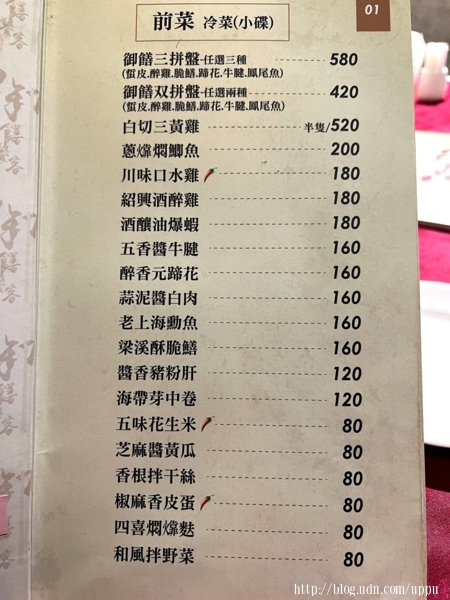 前菜 冷菜(小碟)
01
御饍三拼盤-任選三種 580
(蜇皮.醉雞.脆鱔.蹄花.牛腱.鳳尾魚)
御饍双拼盤-任選兩種 420
(蜇皮.醉雞.脆鱔.蹄花.牛腱.鳳尾魚)
白切三黃雞 半隻/520
蔥㸆燜鯽魚 200
川味口水雞 180
紹興酒醉雞 180
酒釀油爆蝦 180
五香醬牛腱 160
醉香元蹄花 160
蒜泥醬白肉 160
老上海勳魚 160
梁溪酥脆鱔 160
醬香豬粉肝 120
海帶芽中卷 120
五味花生米 80
芝麻醬黃瓜 80
香根拌干絲 80
椒麻香皮蛋 80
四喜燜㸆麩 80
和風拌野菜 80
http://blog.udn.com/uppu